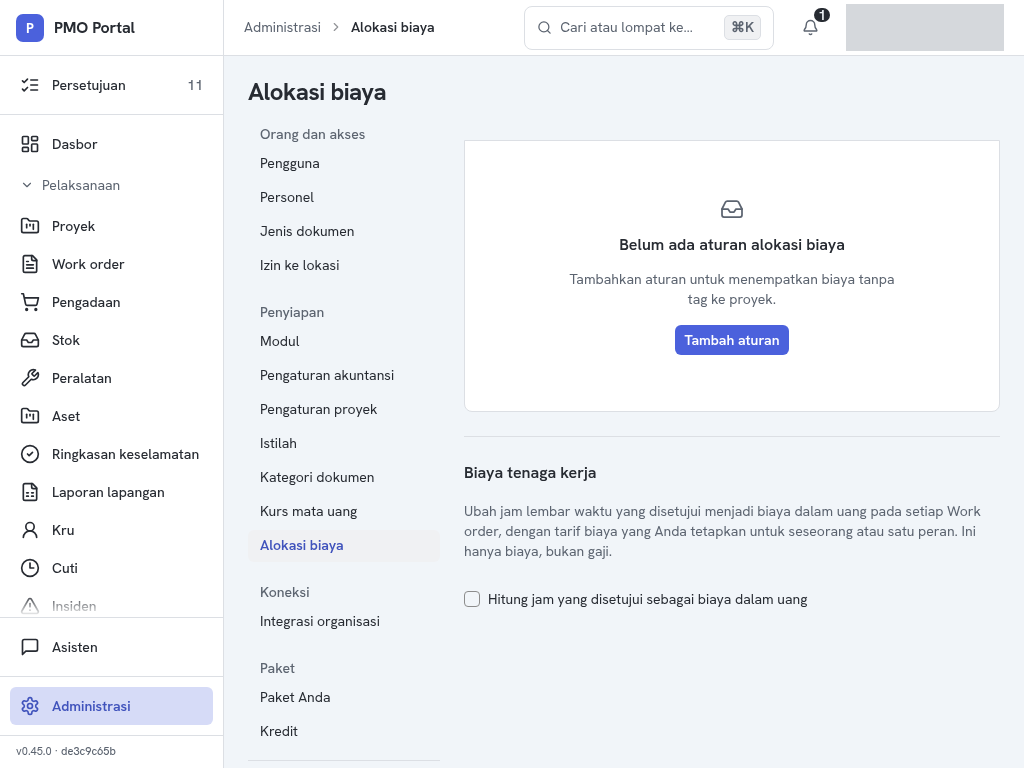 P PMO Portal
Administrasi > Alokasi biaya
Cari atau lompat ke... ⌘K
1
Persetujuan 11
Dasbor
Pelaksanaan
Proyek
Work order
Pengadaan
Stok
Peralatan
Aset
Ringkasan keselamatan
Laporan lapangan
Kru
Cuti
Insiden
Asisten
Administrasi
v0.45.0 · de3c9c65b
Alokasi biaya
Orang dan akses
Pengguna
Personel
Jenis dokumen
Izin ke lokasi
Penyiapan
Modul
Pengaturan akuntansi
Pengaturan proyek
Istilah
Kategori dokumen
Kurs mata uang
Alokasi biaya
Koneksi
Integrasi organisasi
Paket
Paket Anda
Kredit
Belum ada aturan alokasi biaya
Tambahkan aturan untuk menempatkan biaya tanpa
tag ke proyek.
Tambah aturan
Biaya tenaga kerja
Ubah jam lembar waktu yang disetujui menjadi biaya dalam uang pada setiap Work
order, dengan tarif biaya yang Anda tetapkan untuk seseorang atau satu peran. Ini
hanya biaya, bukan gaji.
Hitung jam yang disetujui sebagai biaya dalam uang